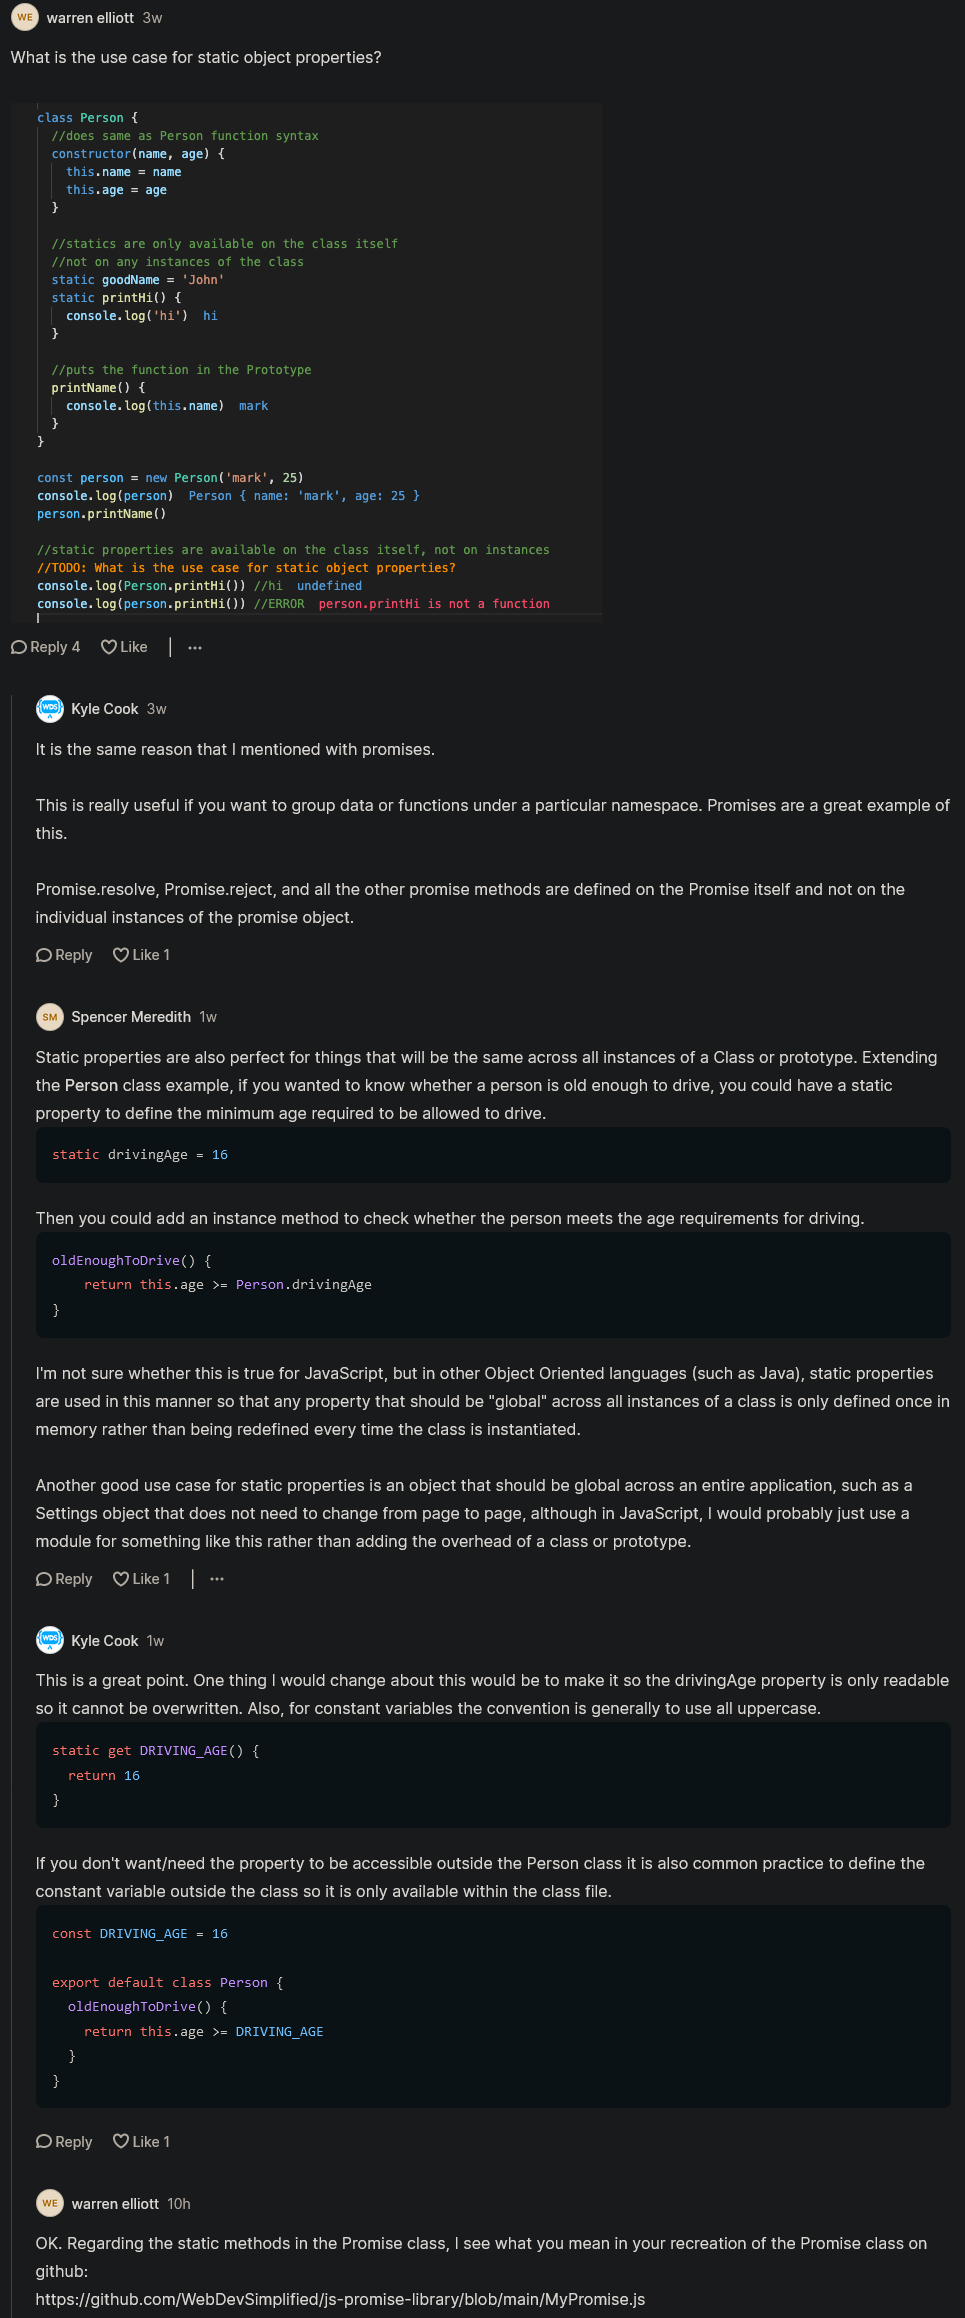 WE warren elliott 3w
What is the use case for static object properties?
class Person {
//does same as Person function syntax
constructor(name, age) {
this.name = name
this.age = age
}
//statics are only available on the class itself
//not on any instances of the class
static goodName = 'John'
static printHi() {
console.log('hi') hi
}
//puts the function in the Prototype
printName() {
console.log(this.name) mark
}
}
const person = new Person('mark', 25)
console.log(person) Person { name: 'mark', age: 25 }
person.printName()
//static properties are available on the class itself, not on instances
//TODO: What is the use case for static object properties?
console.log(Person.printHi()) //hi undefined
console.log(person.printHi()) //ERROR person.printHi is not a function
Reply 4 Like | ...
WDS Kyle Cook 3w
It is the same reason that I mentioned with promises.
This is really useful if you want to group data or functions under a particular namespace. Promises are a great example of
this.
Promise.resolve, Promise.reject, and all the other promise methods are defined on the Promise itself and not on the
individual instances of the promise object.
Reply Like 1
SM Spencer Meredith 1w
Static properties are also perfect for things that will be the same across all instances of a Class or prototype. Extending
the Person class example, if you wanted to know whether a person is old enough to drive, you could have a static
property to define the minimum age required to be allowed to drive.
static drivingAge = 16
Then you could add an instance method to check whether the person meets the age requirements for driving.
oldEnoughToDrive() {
return this.age >= Person.drivingAge
}
I'm not sure whether this is true for JavaScript, but in other Object Oriented languages (such as Java), static properties
are used in this manner so that any property that should be "global" across all instances of a class is only defined once in
memory rather than being redefined every time the class is instantiated.
Another good use case for static properties is an object that should be global across an entire application, such as a
Settings object that does not need to change from page to page, although in JavaScript, I would probably just use a
module for something like this rather than adding the overhead of a class or prototype.
Reply Like 1 | ...
WDS Kyle Cook 1w
This is a great point. One thing I would change about this would be to make it so the drivingAge property is only readable
so it cannot be overwritten. Also, for constant variables the convention is generally to use all uppercase.
static get DRIVING_AGE() {
return 16
}
If you don't want/need the property to be accessible outside the Person class it is also common practice to define the
constant variable outside the class so it is only available within the class file.
const DRIVING_AGE = 16
export default class Person {
oldEnoughToDrive() {
return this.age >= DRIVING_AGE
}
}
Reply Like 1
WE warren elliott 10h
OK. Regarding the static methods in the Promise class, I see what you mean in your recreation of the Promise class on
github:
https://github.com/WebDevSimplified/js-promise-library/blob/main/MyPromise.js